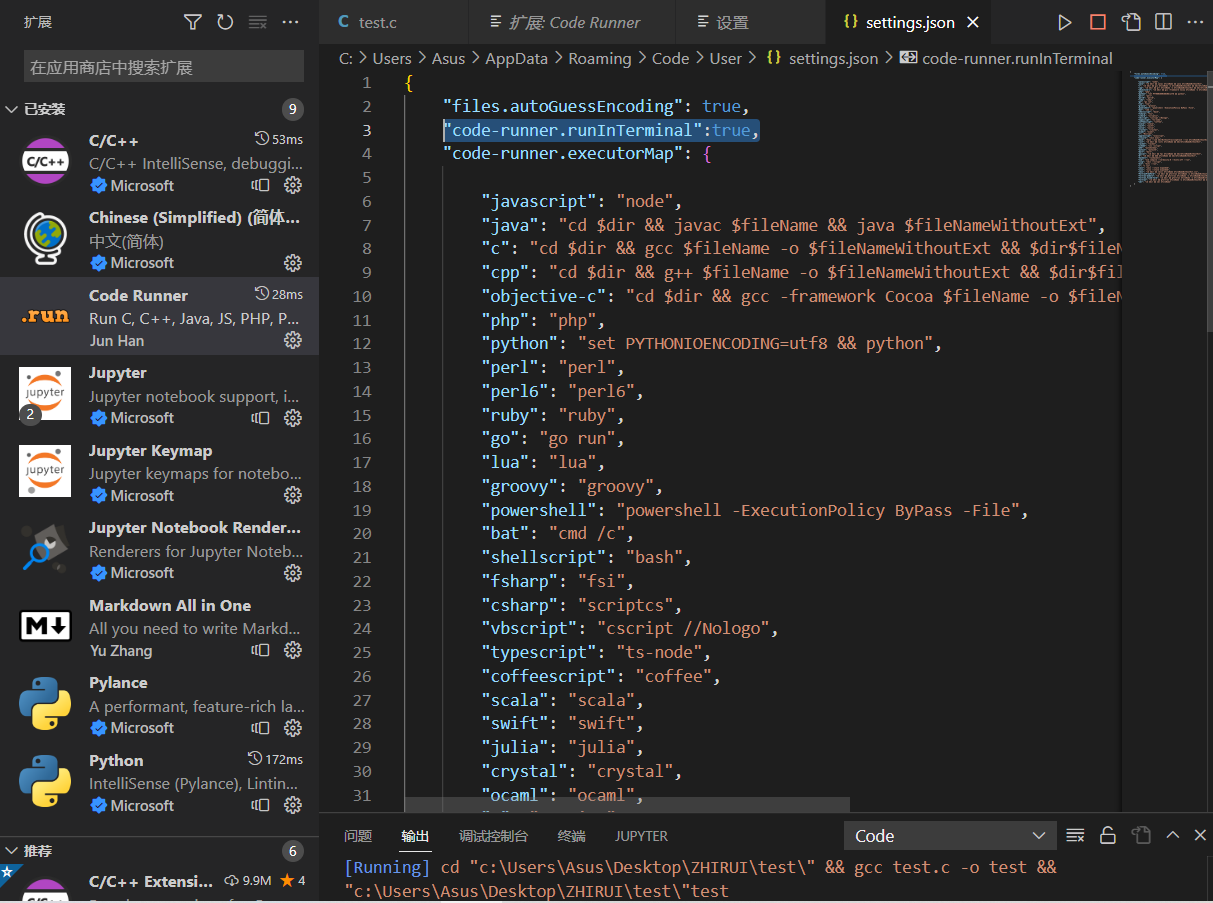 扩展
在应用商店中搜索扩展
已安装 9
C/C++ 53ms
C/C++ IntelliSense, debuggi...
Microsoft
Chinese (Simplified) (简体...
中文(简体)
Microsoft
.run
Code Runner 28ms
Run C, C++, Java, JS, PHP, P...
Jun Han
jupyter
2
Jupyter
Jupyter notebook support, i...
Microsoft
jupyter
Jupyter Keymap
Jupyter keymaps for notebo...
Microsoft
Jupyter Notebook Render...
Renderers for Jupyter Noteb...
Microsoft
M
Markdown All in One
All you need to write Markd...
Yu Zhang
Pylance
A performant, feature-rich la...
Microsoft
Python 172ms
IntelliSense (Pylance), Lintin...
Microsoft
推荐 6
C/C++ Extensi... 9.9M 4
C test.c 扩展: Code Runner 设置 {} settings.json
C: > Users > Asus > AppData > Roaming > Code > User > {} settings.json > code-runner.runInTerminal
1 {
2 "files.autoGuessEncoding": true,
3 "code-runner.runInTerminal":true,
4 "code-runner.executorMap": {
5
6 "javascript": "node",
7 "java": "cd $dir && javac $fileName && java $fileNameWithoutExt",
8 "c": "cd $dir && gcc $fileName -o $fileNameWithoutExt && $dir$fileN
9 "cpp": "cd $dir && g++ $fileName -o $fileNameWithoutExt && $dir$fil
10 "objective-c": "cd $dir && gcc -framework Cocoa $fileName -o $fileN
11 "php": "php",
12 "python": "set PYTHONIOENCODING=utf8 && python",
13 "perl": "perl",
14 "perl6": "perl6",
15 "ruby": "ruby",
16 "go": "go run",
17 "lua": "lua",
18 "groovy": "groovy",
19 "powershell": "powershell -ExecutionPolicy ByPass -File",
20 "bat": "cmd /c",
21 "shellscript": "bash",
22 "fsharp": "fsi",
23 "csharp": "scriptcs",
24 "vbscript": "cscript //Nologo",
25 "typescript": "ts-node",
26 "coffeescript": "coffee",
27 "scala": "scala",
28 "swift": "swift",
29 "julia": "julia",
30 "crystal": "crystal",
31 "ocaml": "ocaml",
问题 输出 调试控制台 终端 JUPYTER Code
[Running] cd "c:\Users\Asus\Desktop\ZHIRUI\test\" && gcc test.c -o test &&
"c:\Users\Asus\Desktop\ZHIRUI\test\"test